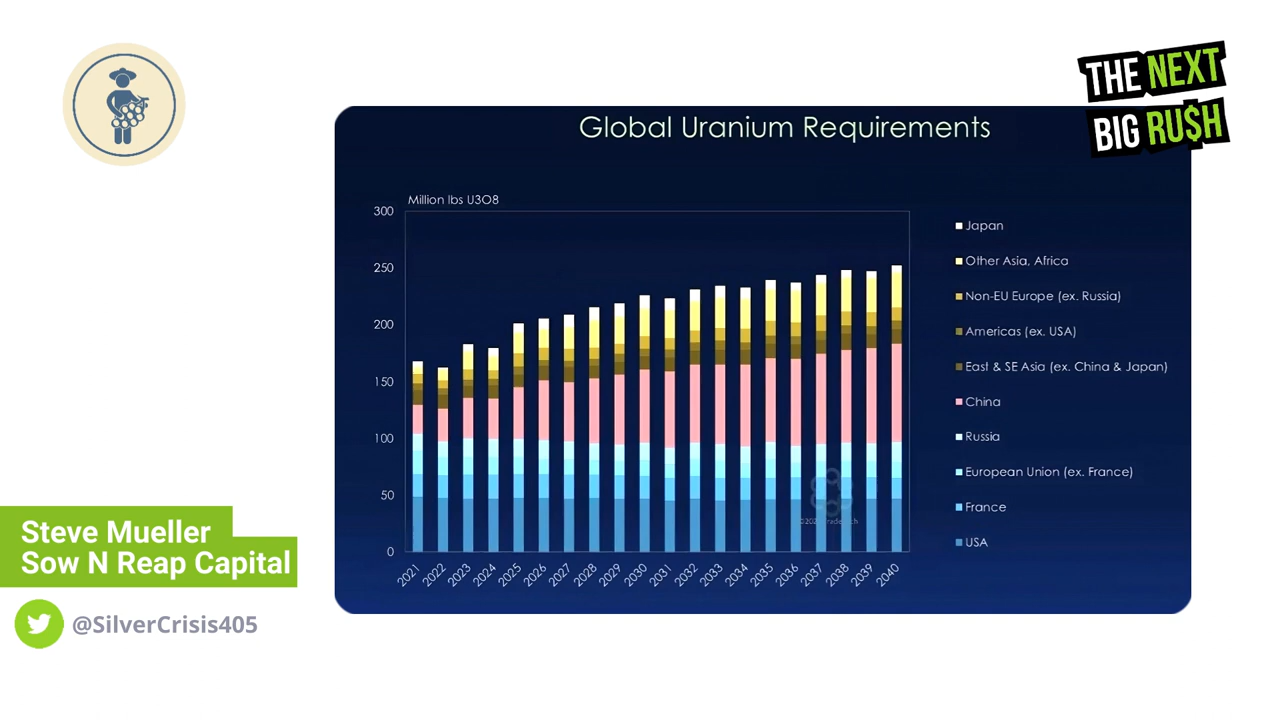 THE NEXT
BIG RU$H
Global Uranium Requirements
Million lbs U3O8
300
250
200
150
100
50
0
2021
2022
2023
2024
2025
2026
2027
2028
2029
2030
2031
2032
2033
2034
2035
2036
2037
2038
2039
2040
Japan
Other Asia, Africa
Non-EU Europe (ex. Russia)
Americas (ex. USA)
East & SE Asia (ex. China & Japan)
China
Russia
European Union (ex. France)
France
USA
Steve Mueller
Sow N Reap Capital
@SilverCrisis405